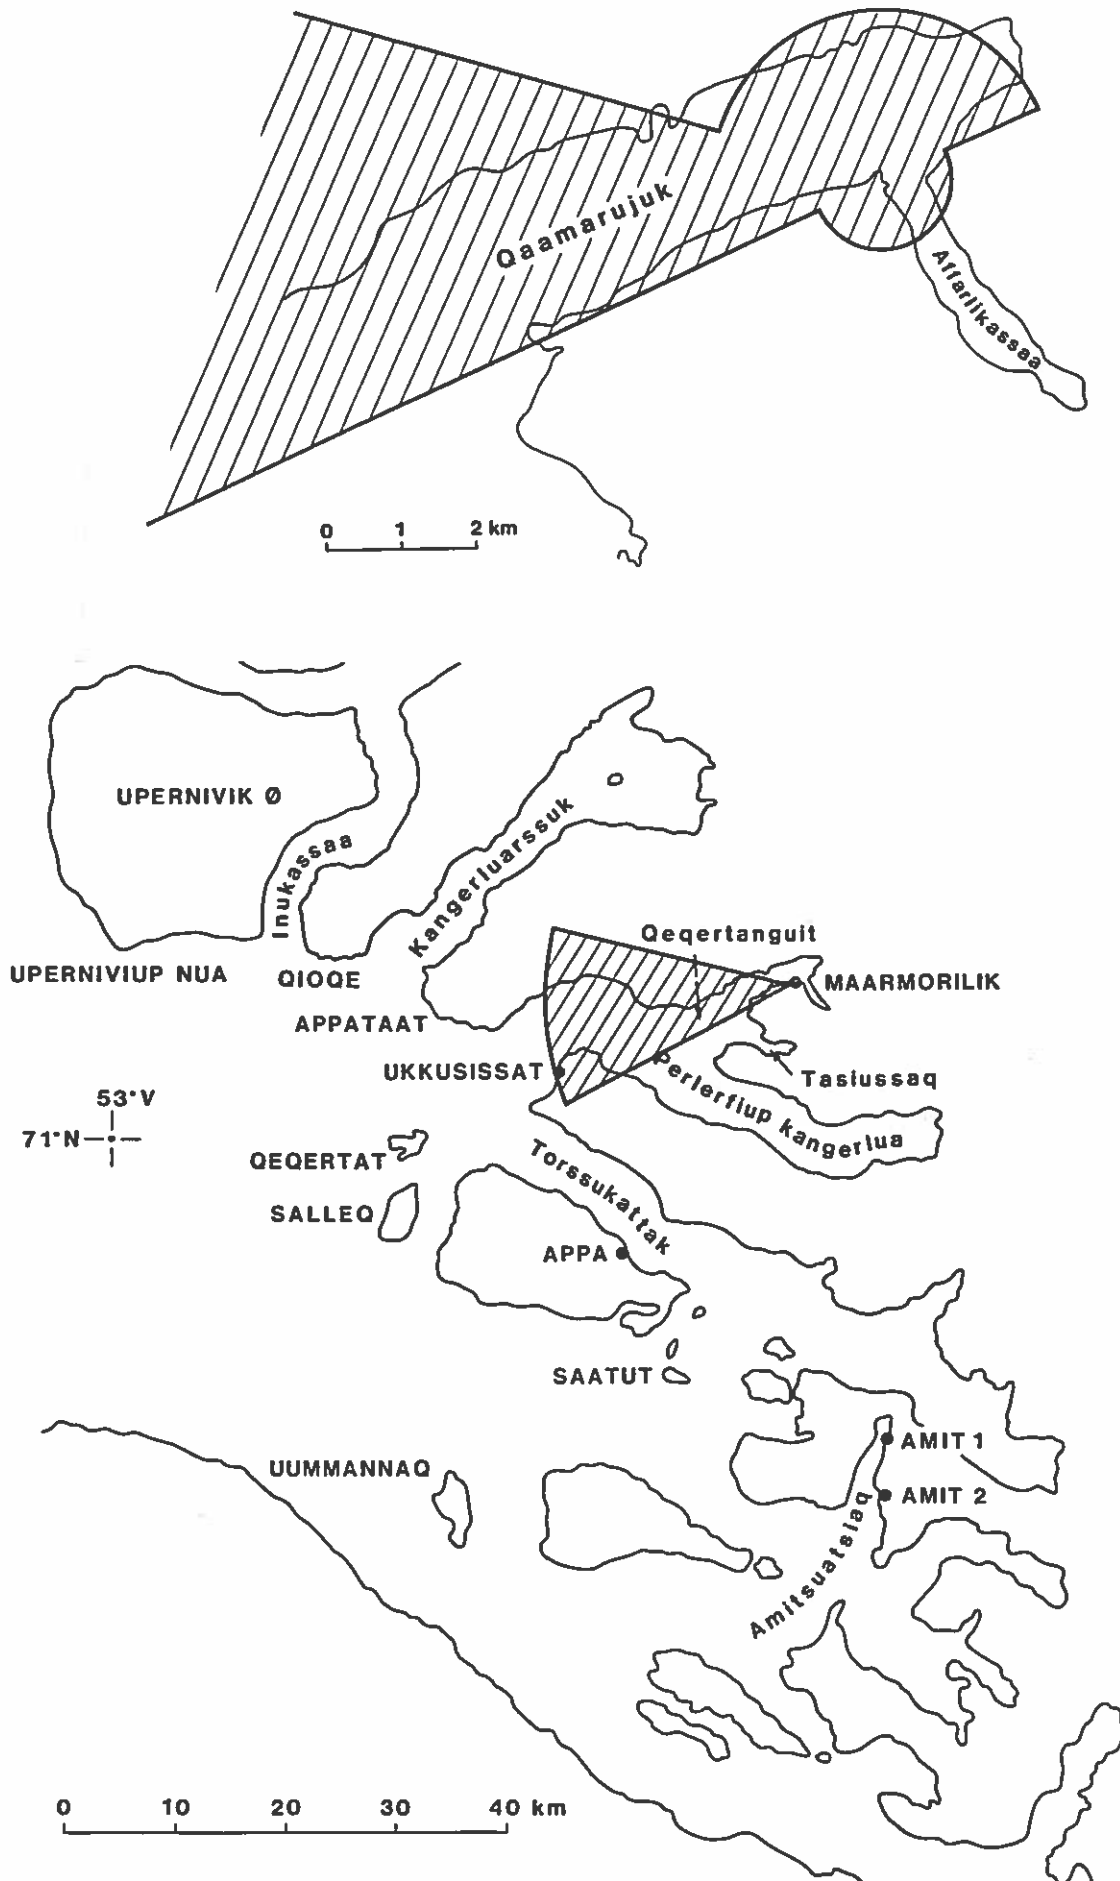 Qaamarujuk
Affarlikassaa
0 1 2 km
UPERNIVIK Ø
Inukassaa
Kangerluarssuk
Qeqertanguit
UPERNIVIUP NUA
QIOQE
MAARMORILIK
APPATAAT
UKKUSISSAT
Tasiussaq
Perlerfiup kangerlua
53°V
71°N
QEQERTAT
Torssukattak
SALLEQ
APPA
SAATUT
AMIT 1
UUMMANNAQ
AMIT 2
Amitsuatsiaq
0 10 20 30 40 km